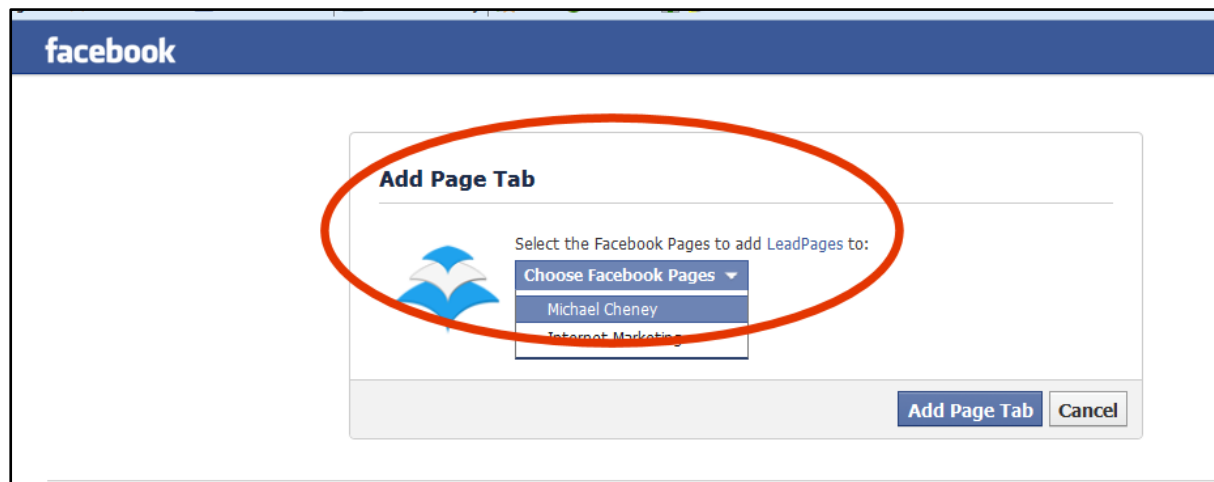 facebook
Add Page Tab
Select the Facebook Pages to add LeadPages to:
Choose Facebook Pages
Michael Cheney
Internet Marketing
Add Page Tab Cancel